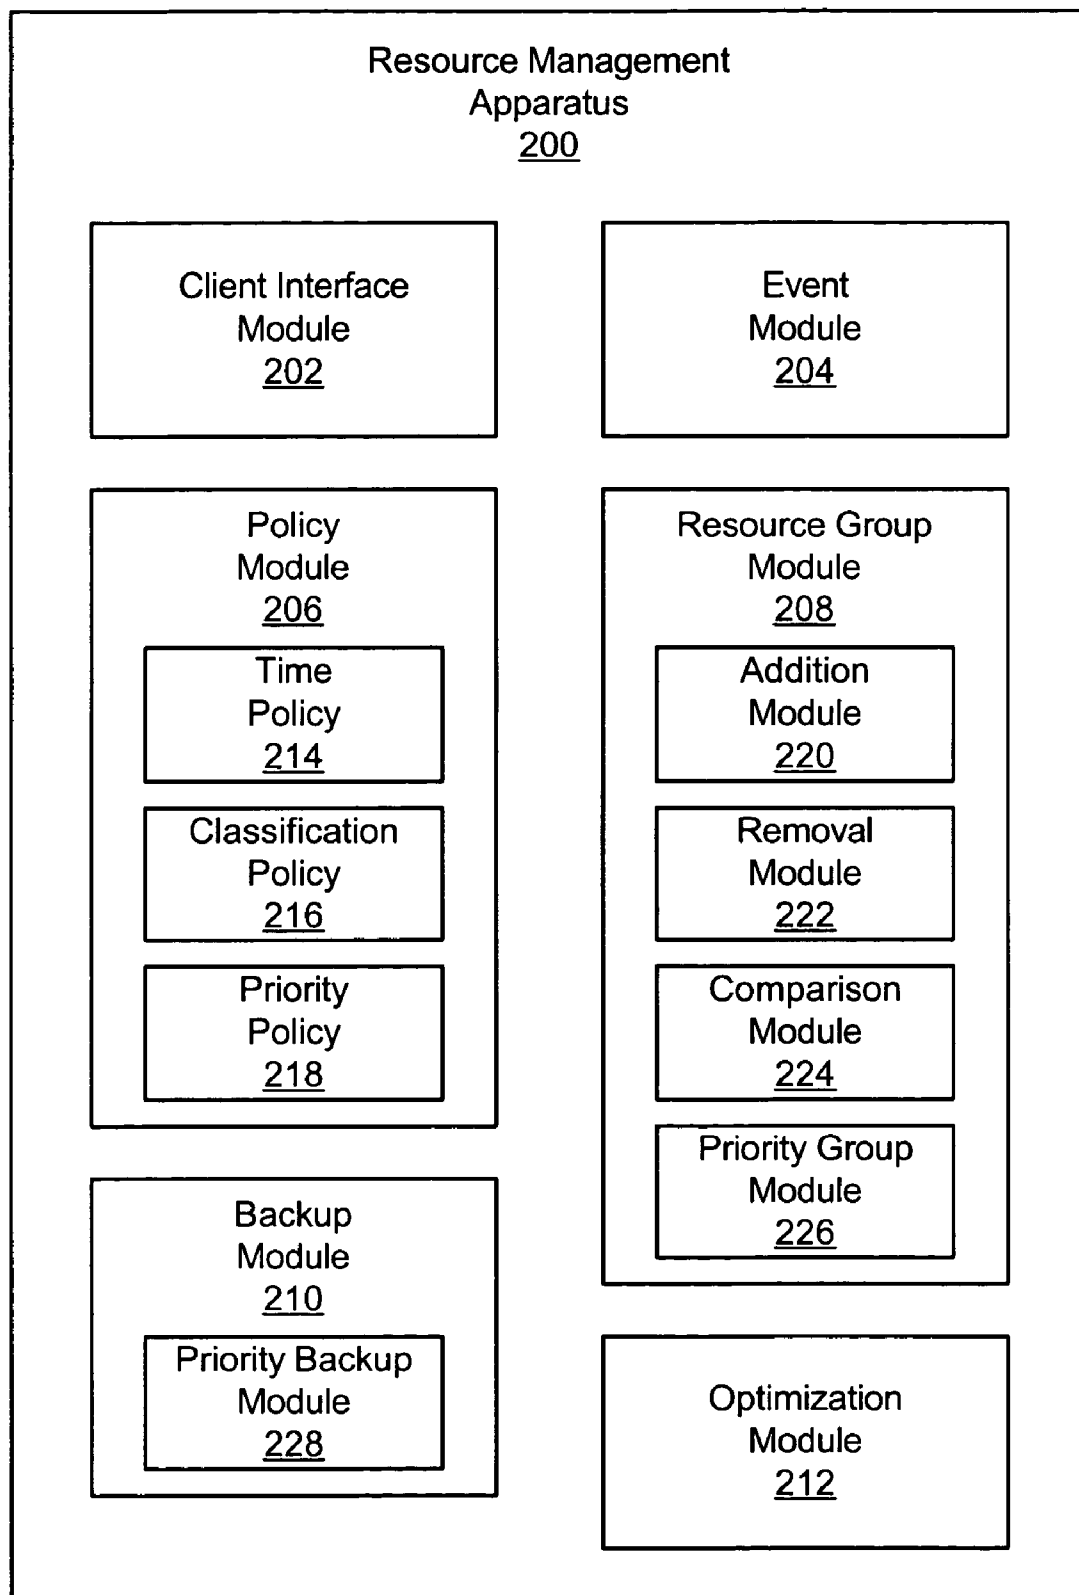 Resource Management
Apparatus
200
Client Interface
Module
202
Event
Module
204
Policy
Module
206
Time
Policy
214
Classification
Policy
216
Priority
Policy
218
Resource Group
Module
208
Addition
Module
220
Removal
Module
222
Comparison
Module
224
Priority Group
Module
226
Backup
Module
210
Priority Backup
Module
228
Optimization
Module
212